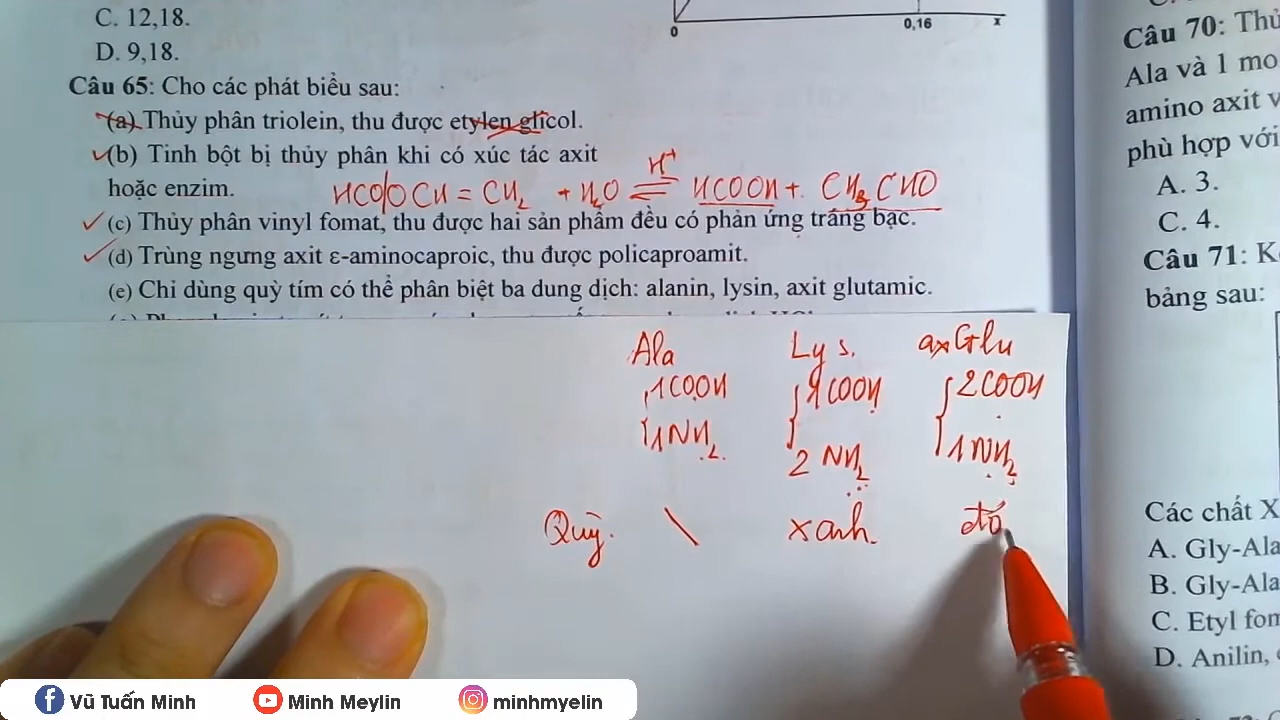 C. 12,18.
D. 9,18.
0 0,16 x
Câu 65: Cho các phát biểu sau:
(a) Thủy phân triolein, thu được etylen glicol.
(b) Tinh bột bị thủy phân khi có xúc tác axit
hoặc enzim.
HCOOCH = CH2 + H2O ⇌ HCOOH + CH3CHO
H+
(c) Thủy phân vinyl fomat, thu được hai sản phẩm đều có phản ứng tráng bạc.
(d) Trùng ngưng axit ε-aminocaproic, thu được policaproamit.
(e) Chỉ dùng quỳ tím có thể phân biệt ba dung dịch: alanin, lysin, axit glutamic.
Ala Lys. axGlu
1COOH 1COOH 2COOH
1NH2 2 NH2 1NH2
Quỳ. \ xanh. đỏ
Câu 70: Thủ
Ala và 1 mo
amino axit v
phù hợp với
A. 3.
C. 4.
Câu 71: K
bảng sau:
Các chất X
A. Gly-Ala
B. Gly-Ala
C. Etyl fom
D. Anilin,
Vũ Tuấn Minh
Minh Meylin
minhmyelin